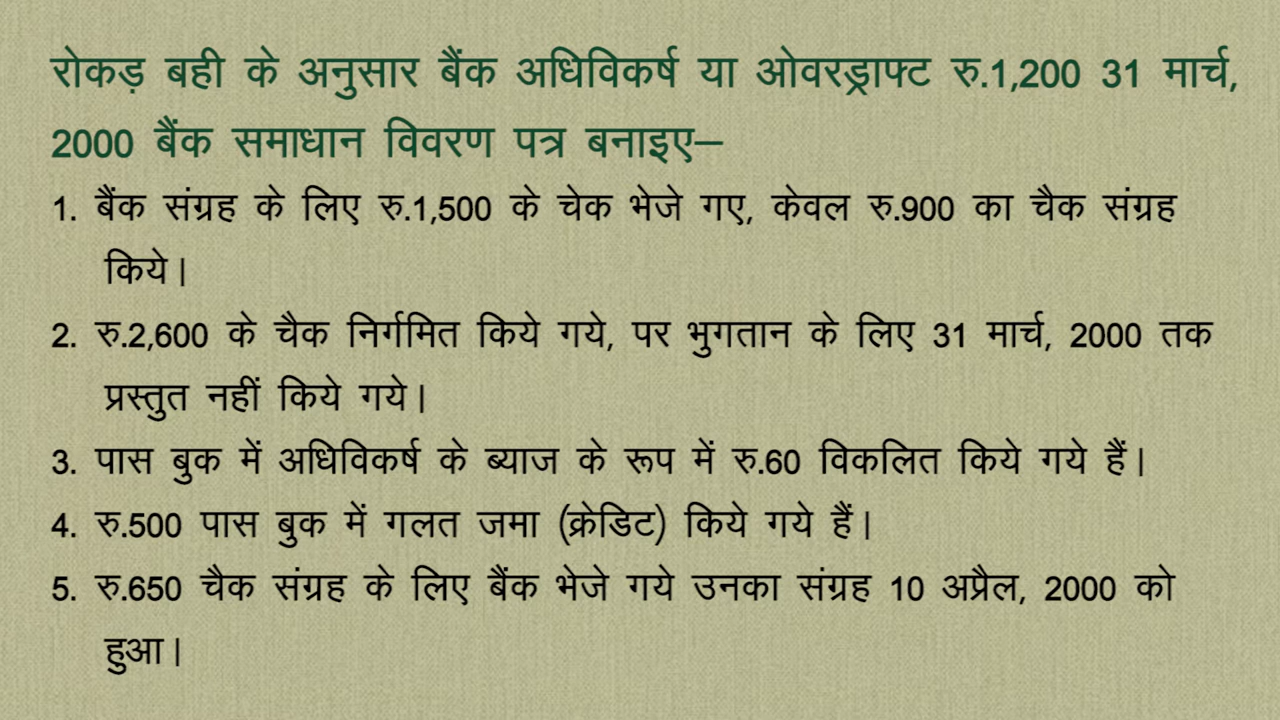 रोकड़ बही के अनुसार बैंक अधिविकर्ष या ओवरड्राफ्ट रु.1,200 31 मार्च,
2000 बैंक समाधान विवरण पत्र बनाइए–
1. बैंक संग्रह के लिए रु.1,500 के चेक भेजे गए, केवल रु.900 का चैक संग्रह
किये।
2. रु.2,600 के चैक निर्गमित किये गये, पर भुगतान के लिए 31 मार्च, 2000 तक
प्रस्तुत नहीं किये गये।
3. पास बुक में अधिविकर्ष के ब्याज के रूप में रु.60 विकलित किये गये हैं।
4. रु.500 पास बुक में गलत जमा (क्रेडिट) किये गये हैं।
5. रु.650 चैक संग्रह के लिए बैंक भेजे गये उनका संग्रह 10 अप्रैल, 2000 को
हुआ।